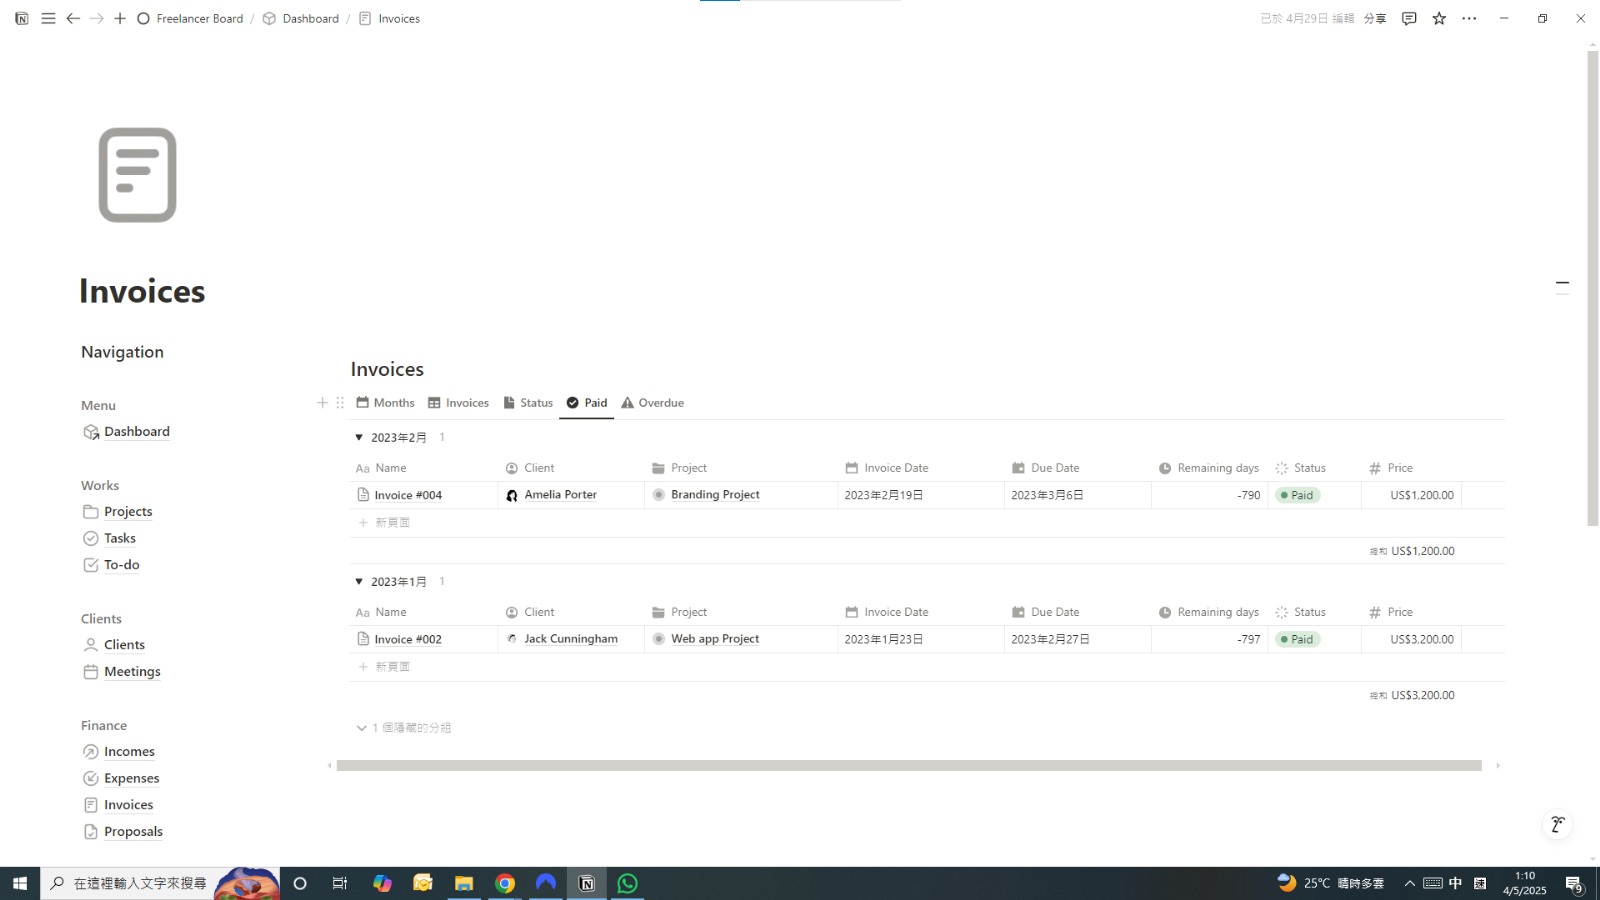 Freelancer Board / Dashboard / Invoices
已於 4月29日 編輯 分享
Invoices
Navigation
Menu
Dashboard
Works
Projects
Tasks
To-do
Clients
Clients
Meetings
Finance
Incomes
Expenses
Invoices
Proposals
Invoices
Months Invoices Status Paid Overdue
2023年2月 1
Aa Name Client Project Invoice Date Due Date Remaining days Status # Price
Invoice #004 Amelia Porter Branding Project 2023年2月19日 2023年3月6日 -790 Paid US$1,200.00
+ 新頁面
總和 US$1,200.00
2023年1月 1
Aa Name Client Project Invoice Date Due Date Remaining days Status # Price
Invoice #002 Jack Cunningham Web app Project 2023年1月23日 2023年2月27日 -797 Paid US$3,200.00
+ 新頁面
總和 US$3,200.00
1 個隱藏的分組
在這裡輸入文字來搜尋
25°C 晴時多雲
中
速
1:10
4/5/2025
9